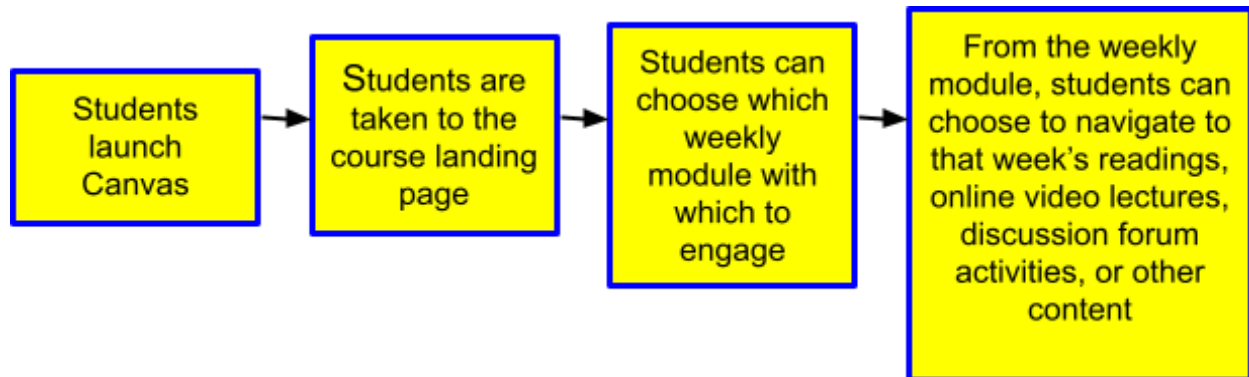 Students
launch
Canvas
Students are
taken to the
course landing
page
Students can
choose which
weekly
module with
which to
engage
From the weekly
module, students can
choose to navigate to
that week's readings,
online video lectures,
discussion forum
activities, or other
content